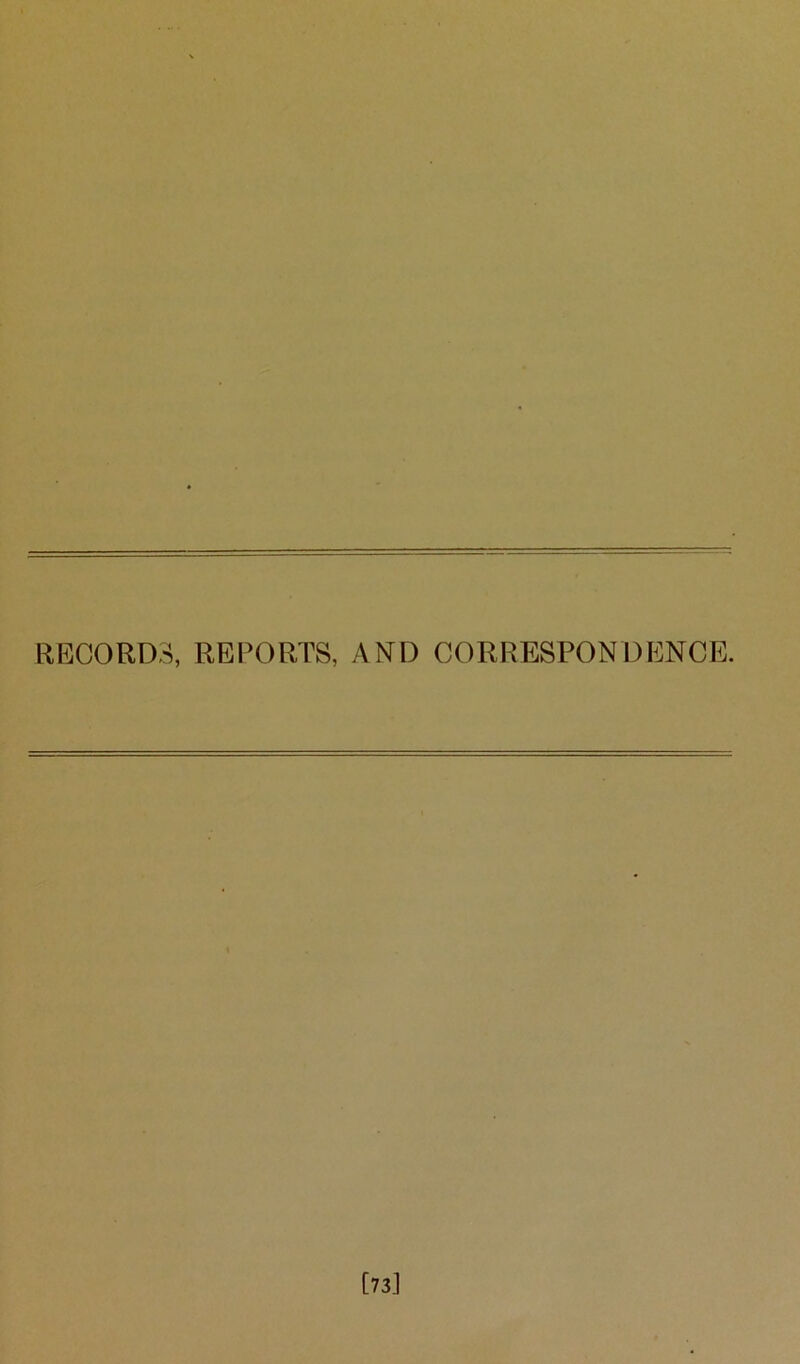 RECORDS, REPORTS, AND CORRESPONDENCE.
[73]